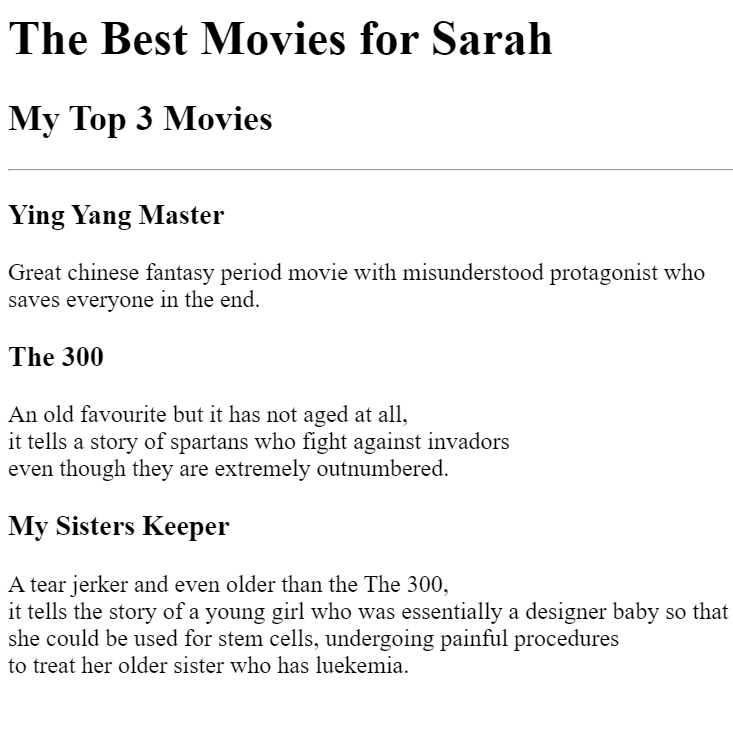 The Best Movies for Sarah
My Top 3 Movies
Ying Yang Master
Great chinese fantasy period movie with misunderstood protagonist who
saves everyone in the end.
The 300
An old favourite but it has not aged at all,
it tells a story of spartans who fight against invadors
even though they are extremely outnumbered.
My Sisters Keeper
A tear jerker and even older than the The 300,
it tells the story of a young girl who was essentially a designer baby so that
she could be used for stem cells, undergoing painful procedures
to treat her older sister who has luekemia.